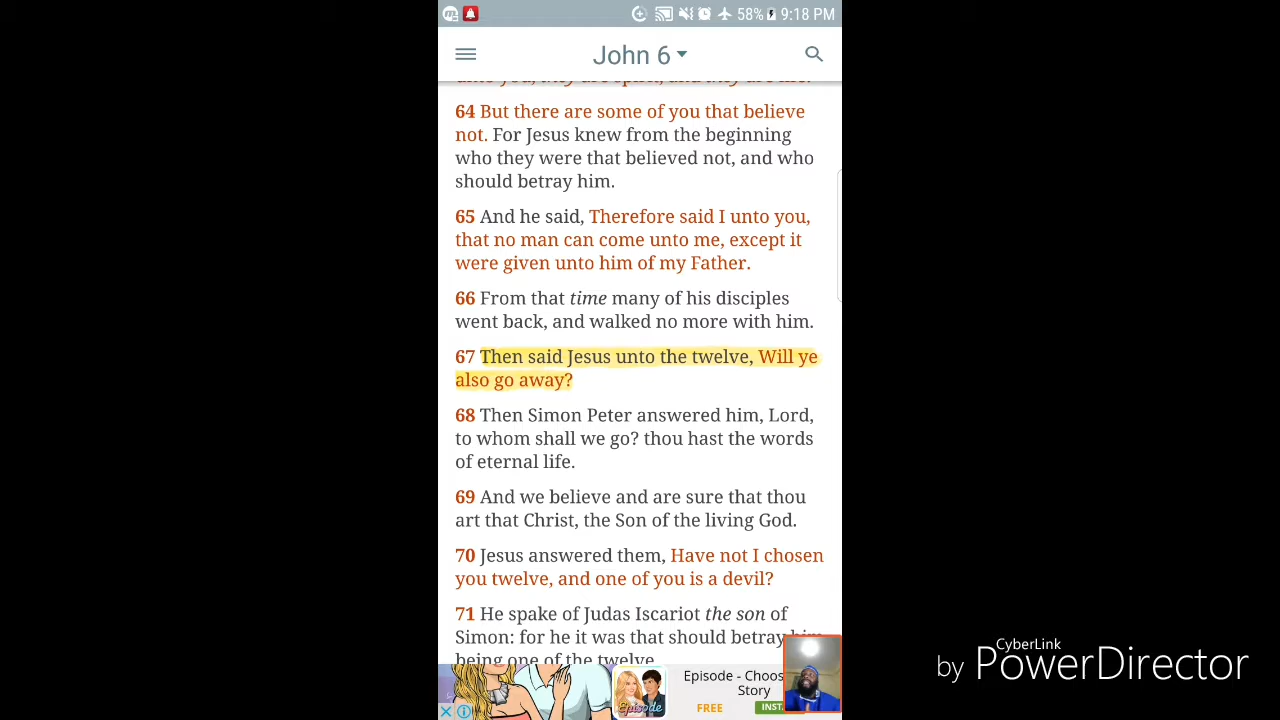 58% 9:18 PM
John 6
64 But there are some of you that believe
not. For Jesus knew from the beginning
who they were that believed not, and who
should betray him.
65 And he said, Therefore said I unto you,
that no man can come unto me, except it
were given unto him of my Father.
66 From that time many of his disciples
went back, and walked no more with him.
67 Then said Jesus unto the twelve, Will ye
also go away?
68 Then Simon Peter answered him, Lord,
to whom shall we go? thou hast the words
of eternal life.
69 And we believe and are sure that thou
art that Christ, the Son of the living God.
70 Jesus answered them, Have not I chosen
you twelve, and one of you is a devil?
71 He spake of Judas Iscariot the son of
Simon: for he it was that should betray him,
being one of the twelve.
Episode
Episode - Choos
Story
FREE
INST
CyberLink
by PowerDirector